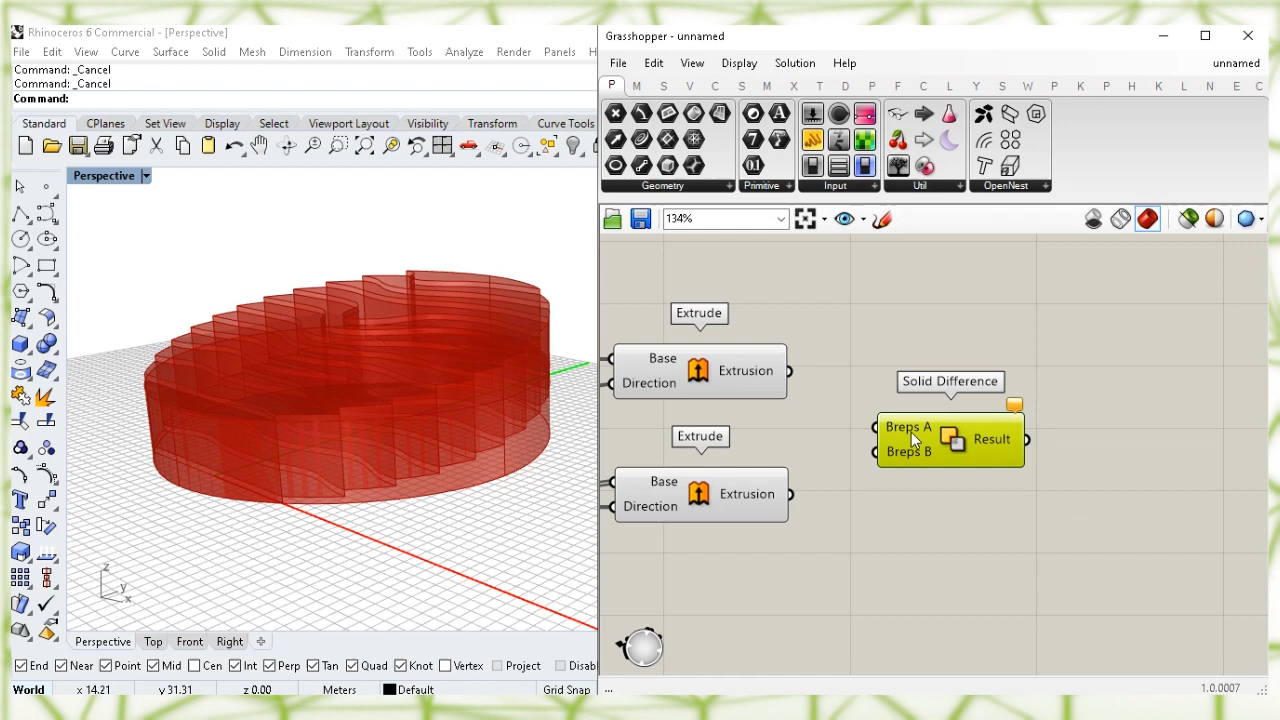 Rhinoceros 6 Commercial - [Perspective]
File Edit View Curve Surface Solid Mesh Dimension Transform Tools Analyze Render Panels H
Command: _Cancel
Command: _Cancel
Command:
Standard CPlanes Set View Display Select Viewport Layout Visibility Transform Curve Tools
Perspective
z
y
x
Perspective Top Front Right
End Near Point Mid Cen Int Perp Tan Quad Knot Vertex Project Disabl
World x 14.21 y 31.31 z 0.00 Meters Default Grid Snap
Grasshopper - unnamed
File Edit View Display Solution Help unnamed
P M S V C S M X T D P F C L D N S W K P H K L N E C
Geometry Primitive Input Util OpenNest
134%
Extrude
Base
Direction
Extrusion
Extrude
Base
Direction
Extrusion
Solid Difference
Breps A
Breps B
Result
...
1.0.0007